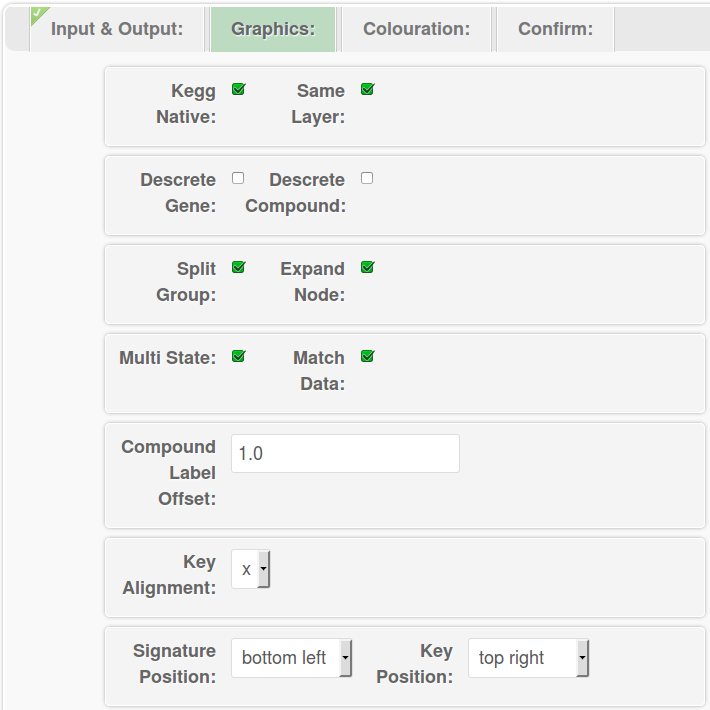 Input & Output: Graphics: Colouration: Confirm:
Kegg Same
Native: Layer:
Descrete Descrete
Gene: Compound:
Split Expand
Group: Node:
Multi State: Match
Data:
Compound
Label
Offset:
1.0
Key
Alignment:
x
Signature
Position:
bottom left
Key
Position:
top right